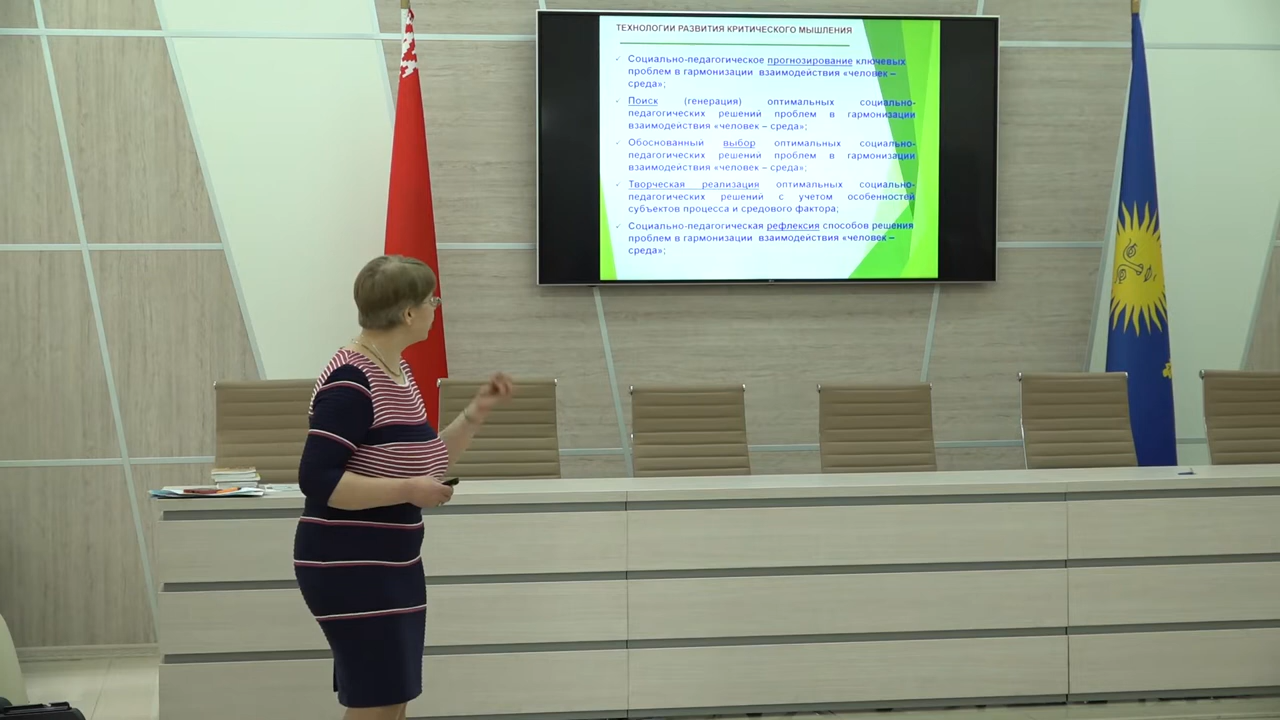 ТЕХНОЛОГИИ РАЗВИТИЯ КРИТИЧЕСКОГО МЫШЛЕНИЯ
Социально-педагогическое прогнозирование ключевых
проблем в гармонизации взаимодействия «человек –
среда»;
Поиск (генерация) оптимальных социально-
педагогических решений проблем в гармонизации
взаимодействия «человек – среда»;
Обоснованный выбор оптимальных социально-
педагогических решений проблем в гармонизации
взаимодействия «человек – среда»;
Творческая реализация оптимальных социально-
педагогических решений с учетом особенностей
субъектов процесса и средового фактора;
Социально-педагогическая рефлексия способов решения
проблем в гармонизации взаимодействия «человек –
среда»;